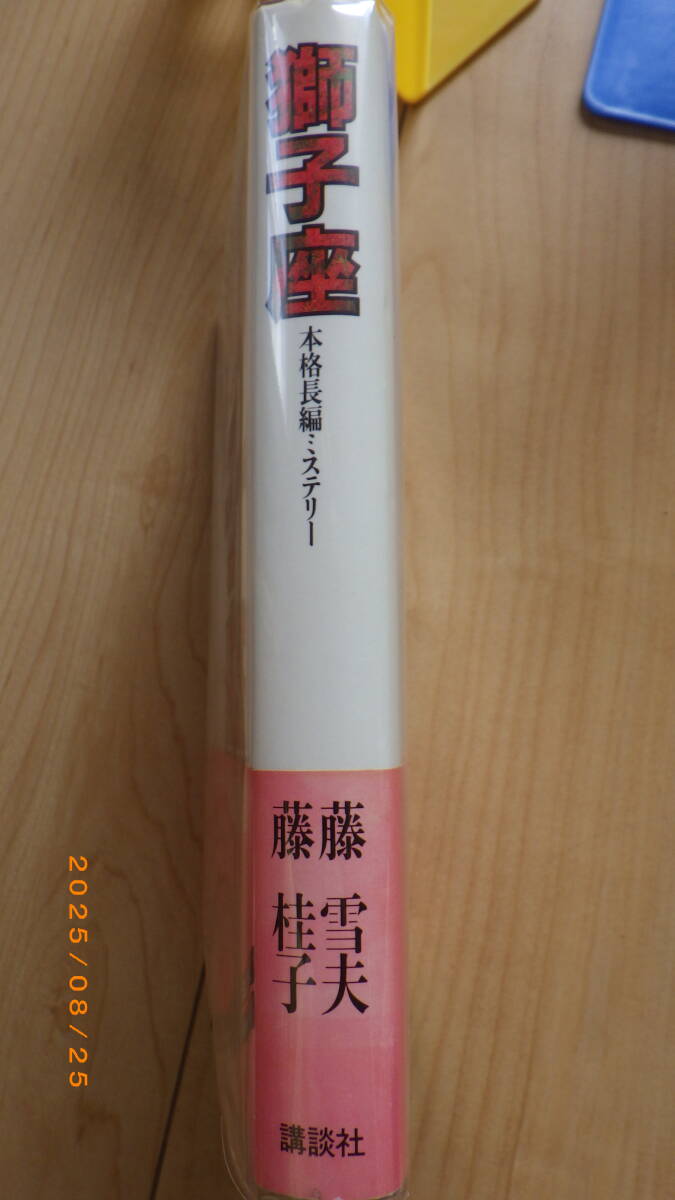 獅子座
本格長編ミステリー
藤 雪夫
藤 桂子
講談社
2025/08/25